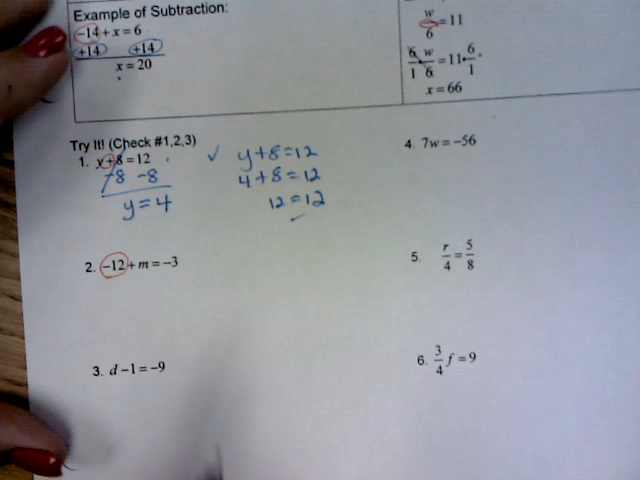 Example of Subtraction:
-14 + x = 6
+14 +14
x = 20
w/6 = 11
6/1 • w/6 = 11 • 6/1
x = 66
Try It! (Check #1,2,3)
1. y + 8 = 12
-8 -8
y = 4
✓ y + 8 = 12
4 + 8 = 12
12 = 12
✓
2. -12 + m = -3
3. d - 1 = -9
4. 7w = -56
5. r/4 = 5/8
6. 3/4 f = 9